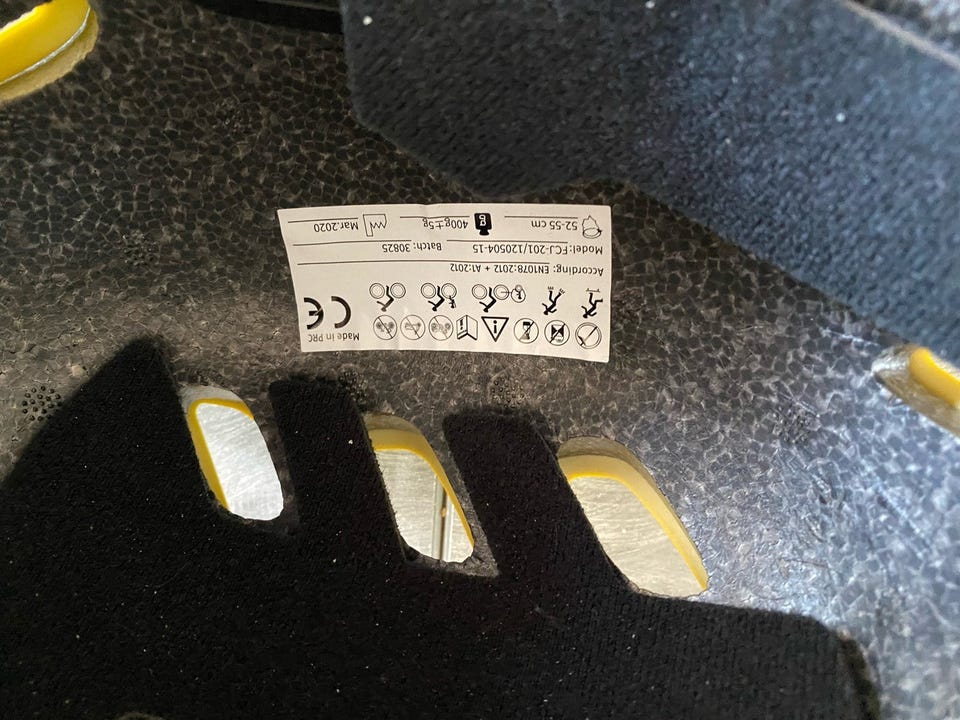 Made in PRC
CE
According: EN1078:2012 + A1:2012
Model:FCJ-201/120504-15 Batch: 30825
52-55 cm 400g±5g Mar.2020